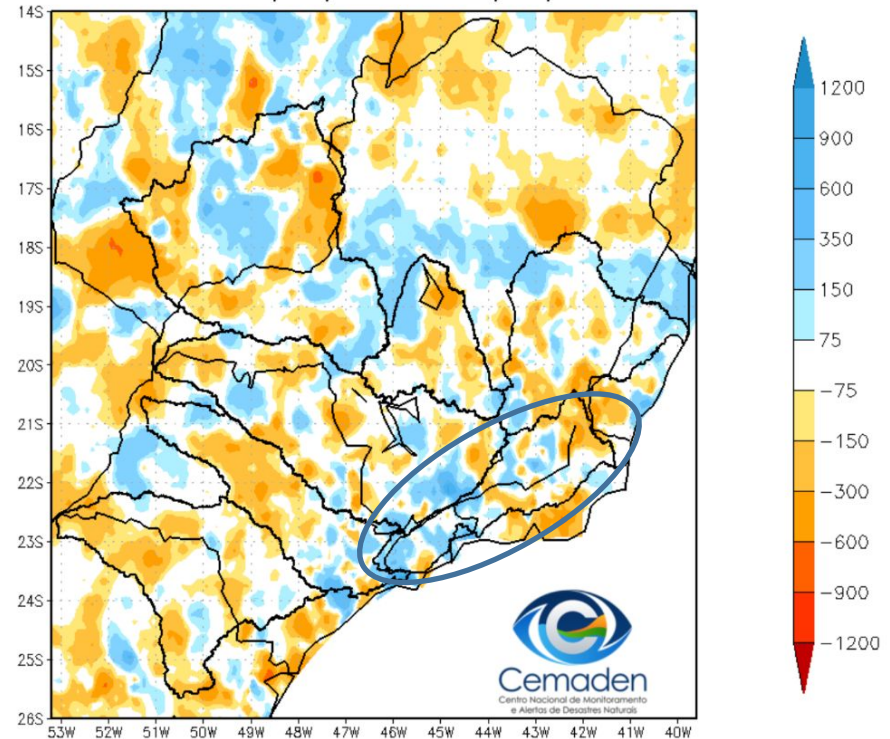 14S
15S
16S
17S
18S
19S
20S
21S
22S
23S
24S
25S
26S
53W 52W 51W 50W 49W 48W 47W 46W 45W 44W 43W 42W 41W 40W
1200
900
600
350
150
75
−75
−150
−300
−600
−900
−1200
Cemaden
Centro Nacional de Monitoramento
e Alertas de Desastres Naturais